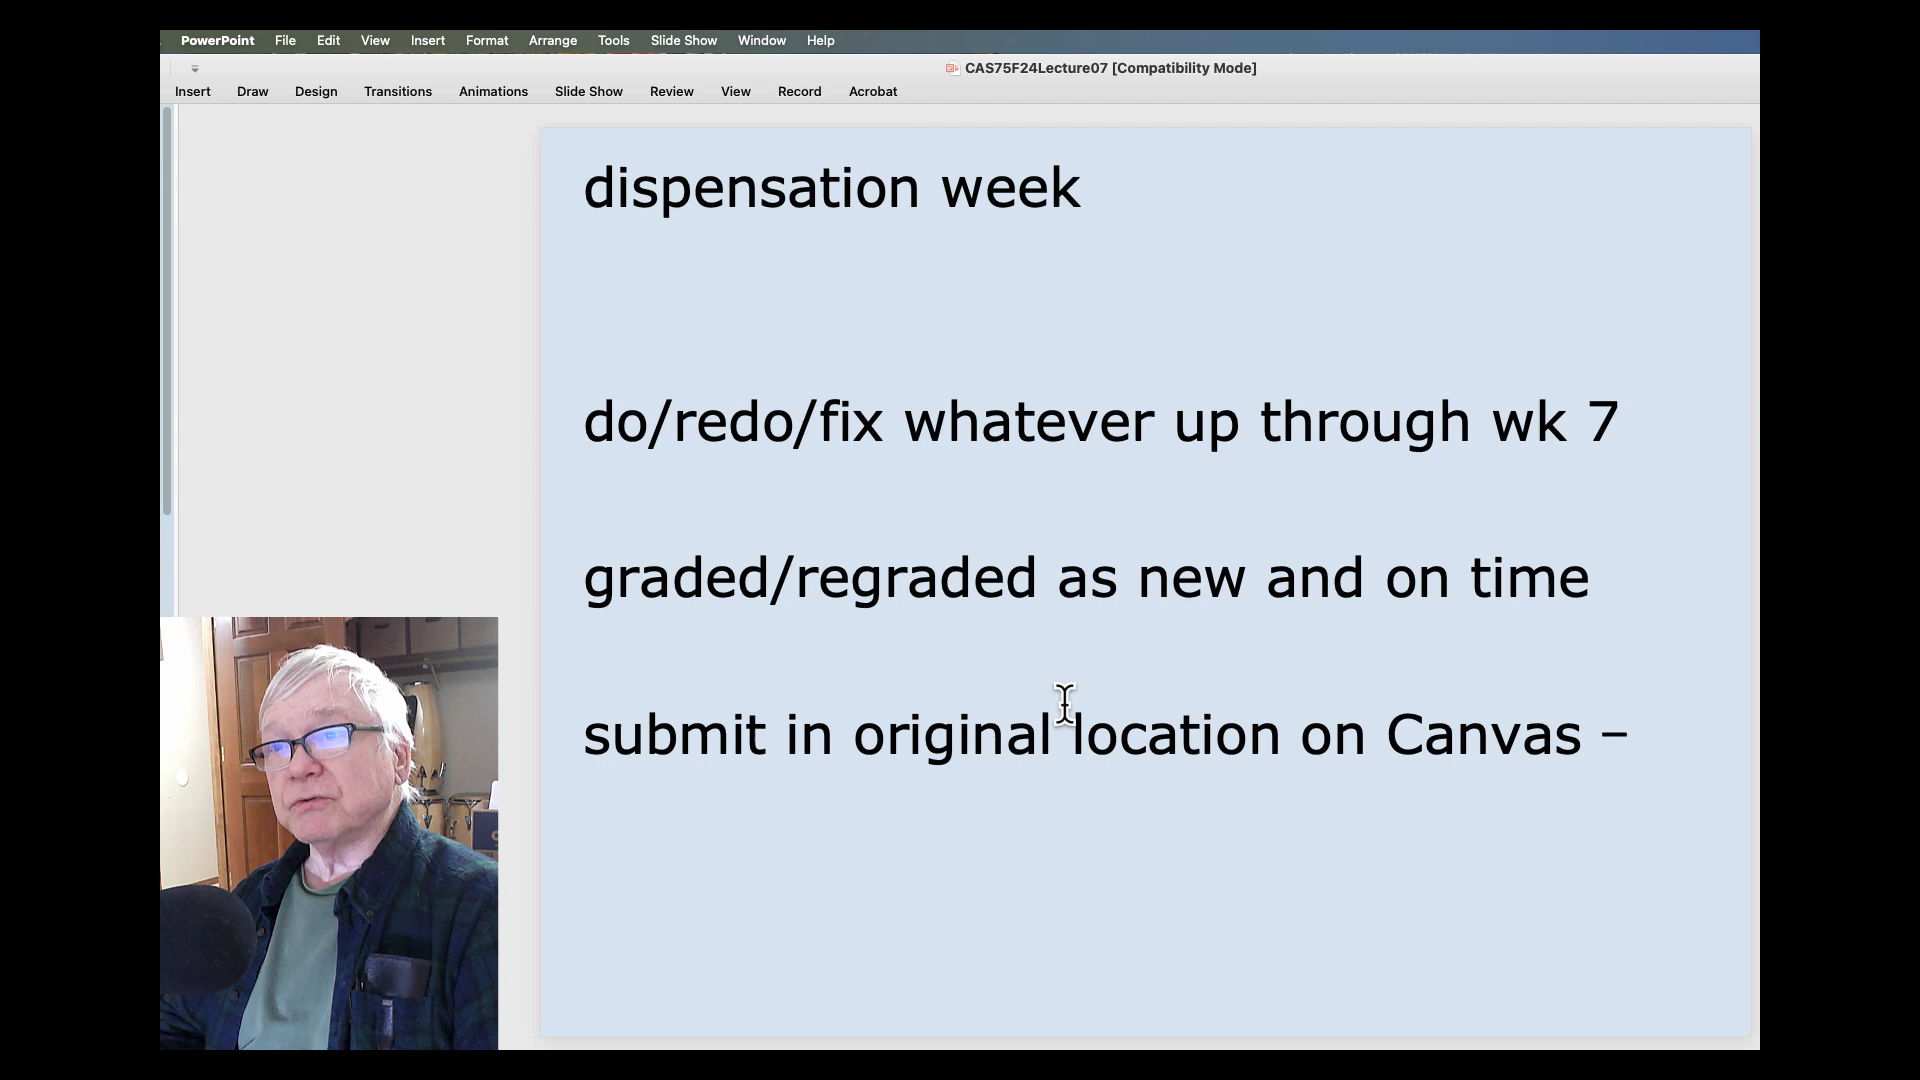 PowerPoint File Edit View Insert Format Arrange Tools Slide Show Window Help
CAS75F24Lecture07 [Compatibility Mode]
Insert Draw Design Transitions Animations Slide Show Review View Record Acrobat
dispensation week
do/redo/fix whatever up through wk 7
graded/regraded as new and on time
submit in original location on Canvas –